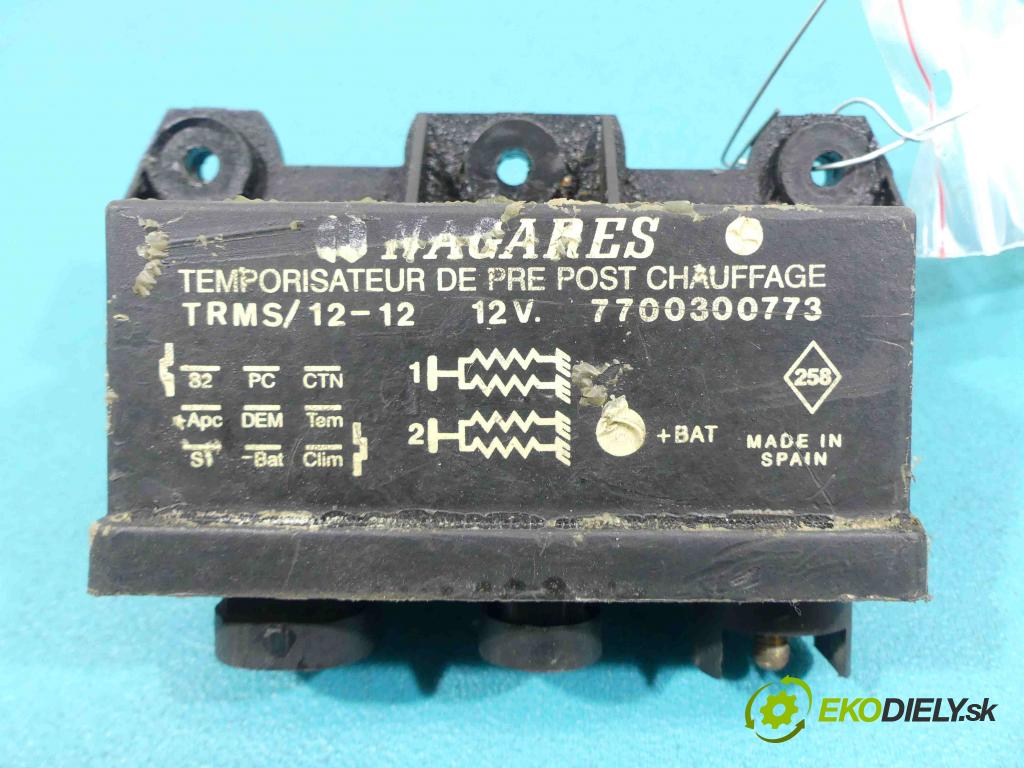 NAGARES
TEMPORISATEUR DE PRE POST CHAUFFAGE
TRMS/12-12 12V. 7700300773
82 PC CTN
+Apc DEM Tem
S1 -Bat Clim
1
2
+BAT
258
MADE IN
SPAIN
EKODIELY.sk